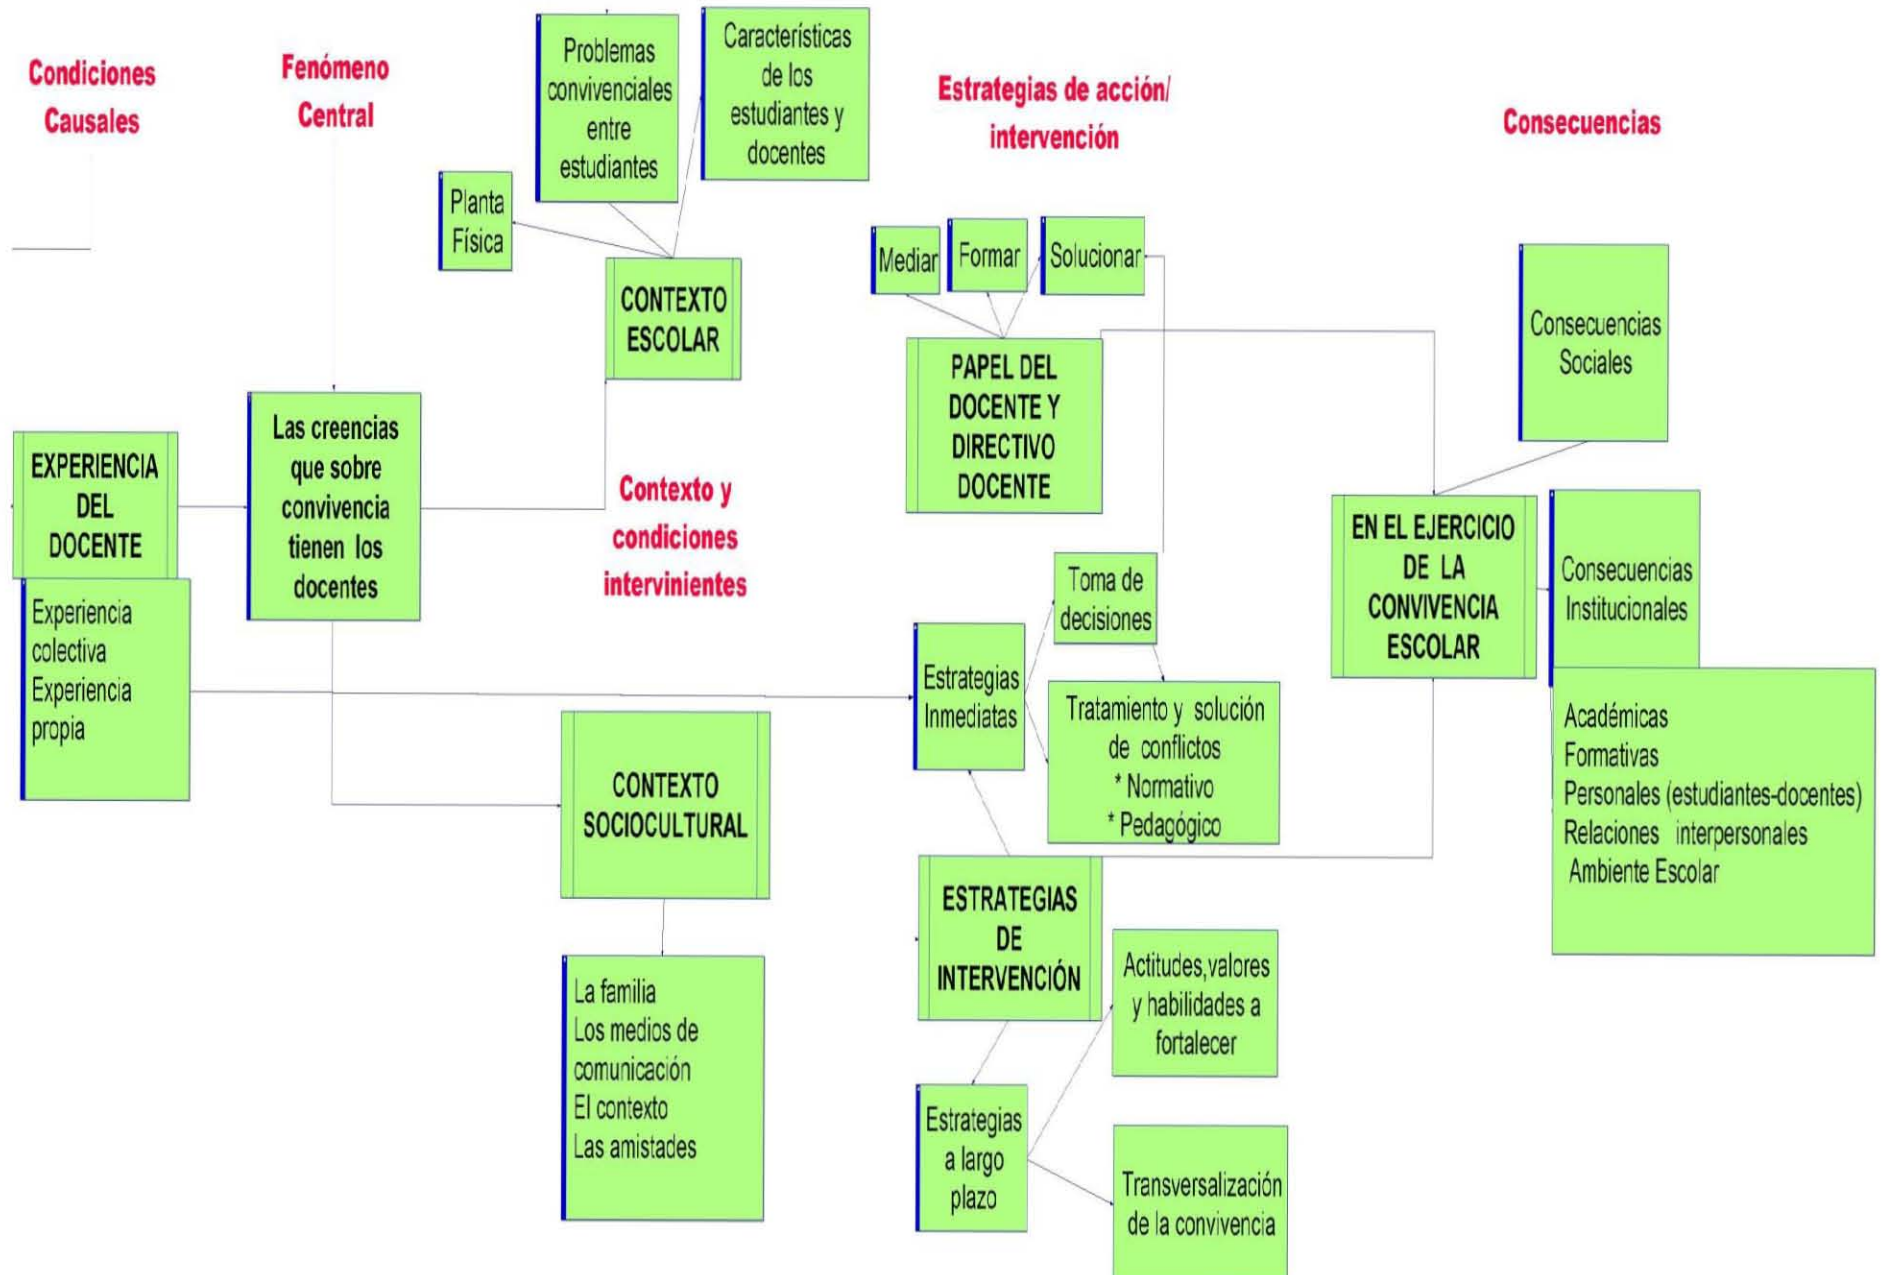 Condiciones
Causales
Fenómeno
Central
Problemas
convivenciales
entre
estudiantes
Características
de los
estudiantes y
docentes
Estrategias de acción/
intervención
Consecuencias
Planta
Física
CONTEXTO
ESCOLAR
Mediar
Formar
Solucionar
PAPEL DEL
DOCENTE Y
DIRECTIVO
DOCENTE
Consecuencias
Sociales
EXPERIENCIA
DEL
DOCENTE
Experiencia
colectiva
Experiencia
propia
Las creencias
que sobre
convivencia
tienen los
docentes
Contexto y
condiciones
intervinientes
CONTEXTO
SOCIOCULTURAL
La familia
Los medios de
comunicación
El contexto
Las amistades
Estrategias
Inmediatas
Toma de
decisiones
Tratamiento y solución
de conflictos
* Normativo
* Pedagógico
ESTRATEGIAS
DE
INTERVENCIÓN
Actitudes,valores
y habilidades a
fortalecer
Estrategias
a largo
plazo
Transversalización
de la convivencia
EN EL EJERCICIO
DE LA
CONVIVENCIA
ESCOLAR
Consecuencias
Institucionales
Académicas
Formativas
Personales (estudiantes-docentes)
Relaciones interpersonales
Ambiente Escolar